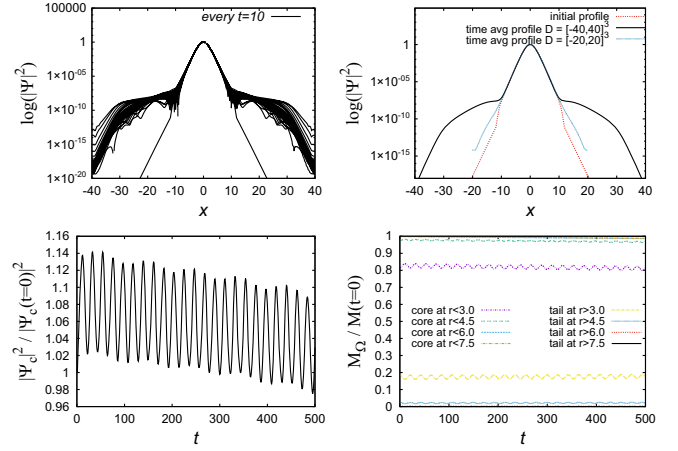 100000
1
1×10^-05
1×10^-10
1×10^-15
1×10^-20
log(|Ψ|^2)
every t=10
-40 -30 -20 -10 0 10 20 30 40
x
1
1×10^-05
1×10^-10
1×10^-15
log(|Ψ|^2)
initial profile
time avg profile D = [-40,40]^3
time avg profile D = [-20,20]^3
-40 -30 -20 -10 0 10 20 30 40
x
1.16
1.14
1.12
1.1
1.08
1.06
1.04
1.02
1
0.98
0.96
|Ψ_c|^2 / |Ψ_c(t=0)|^2
0 100 200 300 400 500
t
1
0.9
0.8
0.7
0.6
0.5
0.4
0.3
0.2
0.1
0
M_Ω / M(t=0)
core at r<3.0
core at r<4.5
core at r<6.0
core at r<7.5
tail at r>3.0
tail at r>4.5
tail at r>6.0
tail at r>7.5
0 100 200 300 400 500
t